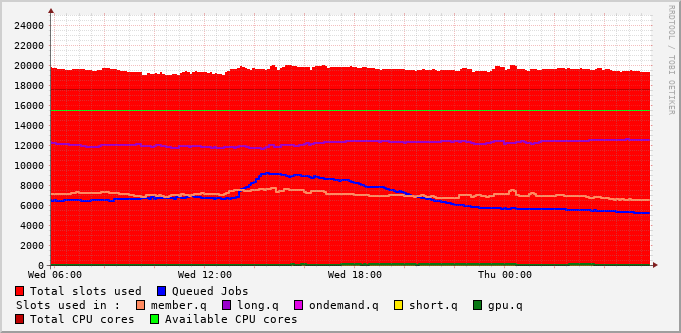 RRDTOOL / TOBI OETIKER
24000
22000
20000
18000
16000
14000
12000
10000
8000
6000
4000
2000
0
Wed 06:00 Wed 12:00 Wed 18:00 Thu 00:00
Total slots used Queued Jobs
Slots used in : member.q long.q ondemand.q short.q gpu.q
Total CPU cores Available CPU cores